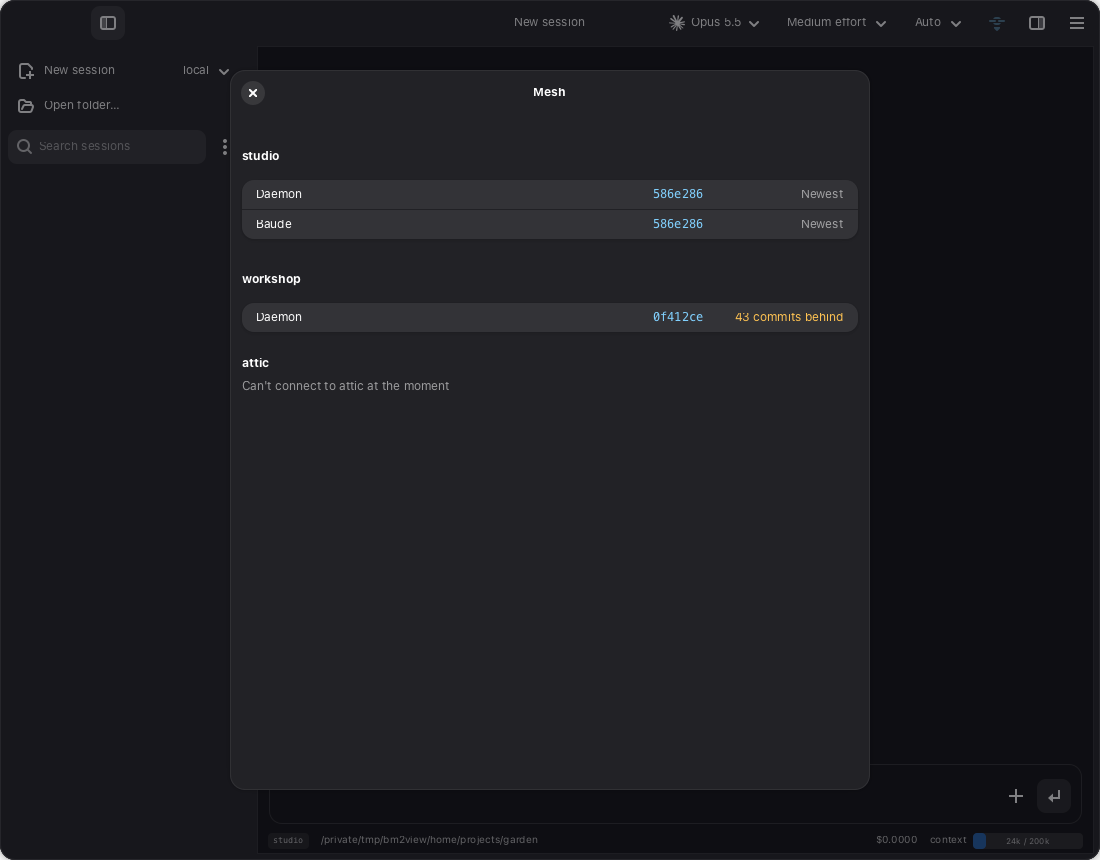 New session
Opus 5.5
Medium effort
Auto
New session
local
Open folder...
Search sessions
Mesh
studio
Daemon 586e286 Newest
Baude 586e286 Newest
workshop
Daemon 0f412ce 43 commits behind
attic
Can't connect to attic at the moment
studio
/private/tmp/bm2view/home/projects/garden
$0.0000
context
24k / 200k